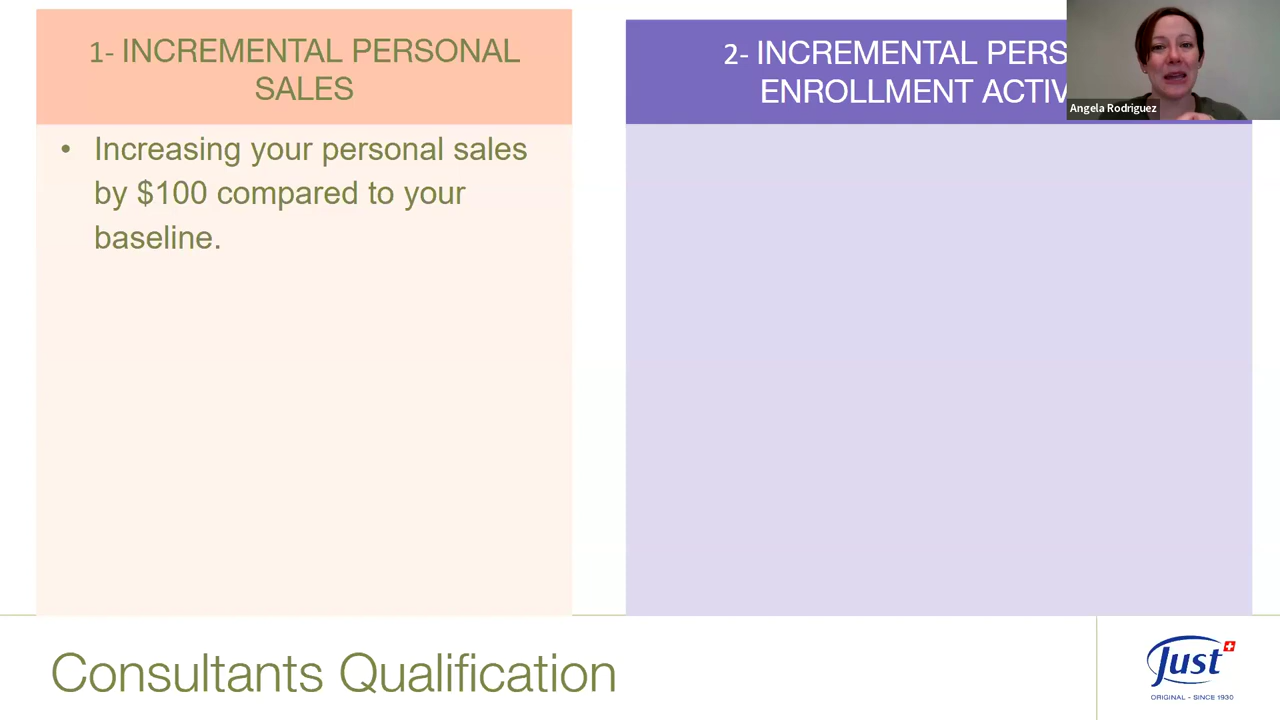 1- INCREMENTAL PERSONAL
SALES
• Increasing your personal sales
by $100 compared to your
baseline.
2- INCREMENTAL PERS
ENROLLMENT ACTIV
Angela Rodriguez
Consultants Qualification
Just
ORIGINAL - SINCE 1930